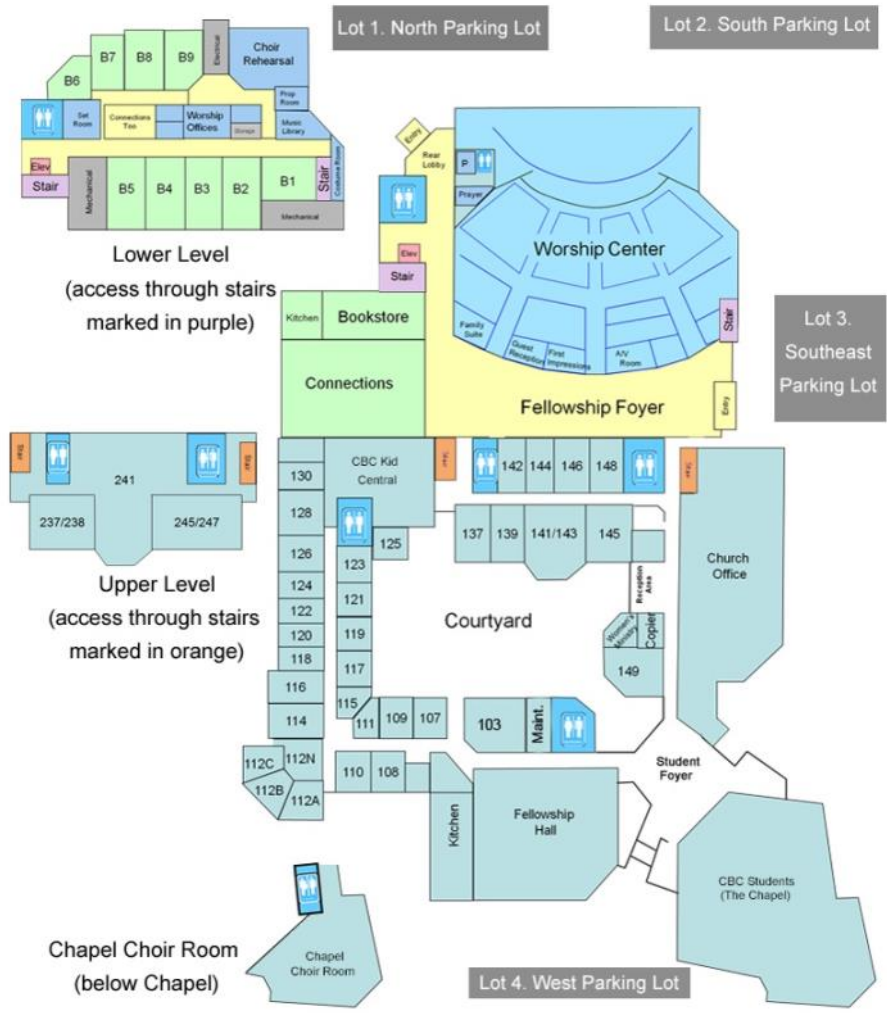 Lot 1. North Parking Lot
Lot 2. South Parking Lot
B6
B7
B8
B9
Electrical
Choir
Rehearsal
Set
Room
Connections
Too
Worship
Offices
Storage
Prop
Room
Music
Library
Elev
Stair
Mechanical
B5
B4
B3
B2
B1
Mechanical
Stair
Costume Room
Lower Level
(access through stairs
marked in purple)
Entry
Rear
Lobby
P
Prayer
Worship Center
Elev
Stair
Family
Suite
Guest
Reception
First
Impressions
A/V
Room
Stair
Kitchen
Bookstore
Connections
Fellowship Foyer
Entry
Lot 3.
Southeast
Parking Lot
Stair
241
Stair
237/238
245/247
Upper Level
(access through stairs
marked in orange)
130
CBC Kid
Central
Stair
142
144
146
148
Stair
128
126
124
122
120
118
116
114
125
123
121
119
117
115
111
109
107
137
139
141/143
145
Reception
Area
Church
Office
Courtyard
Women's
Ministry
Copier
149
103
Maint.
112C
112N
112B
112A
110
108
Kitchen
Fellowship
Hall
Student
Foyer
CBC Students
(The Chapel)
Chapel Choir Room
(below Chapel)
Chapel
Choir Room
Lot 4. West Parking Lot